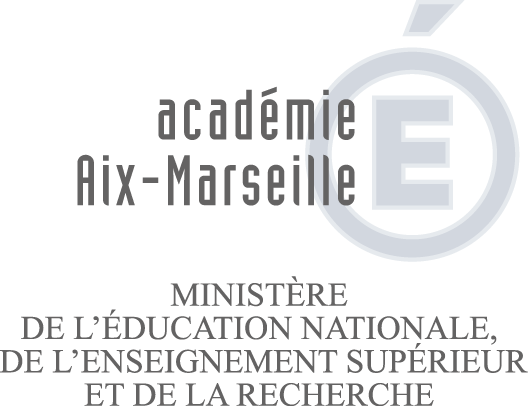 académie
Aix-Marseille
É
MINISTÈRE
DE L’ÉDUCATION NATIONALE,
DE L’ENSEIGNEMENT SUPÉRIEUR
ET DE LA RECHERCHE